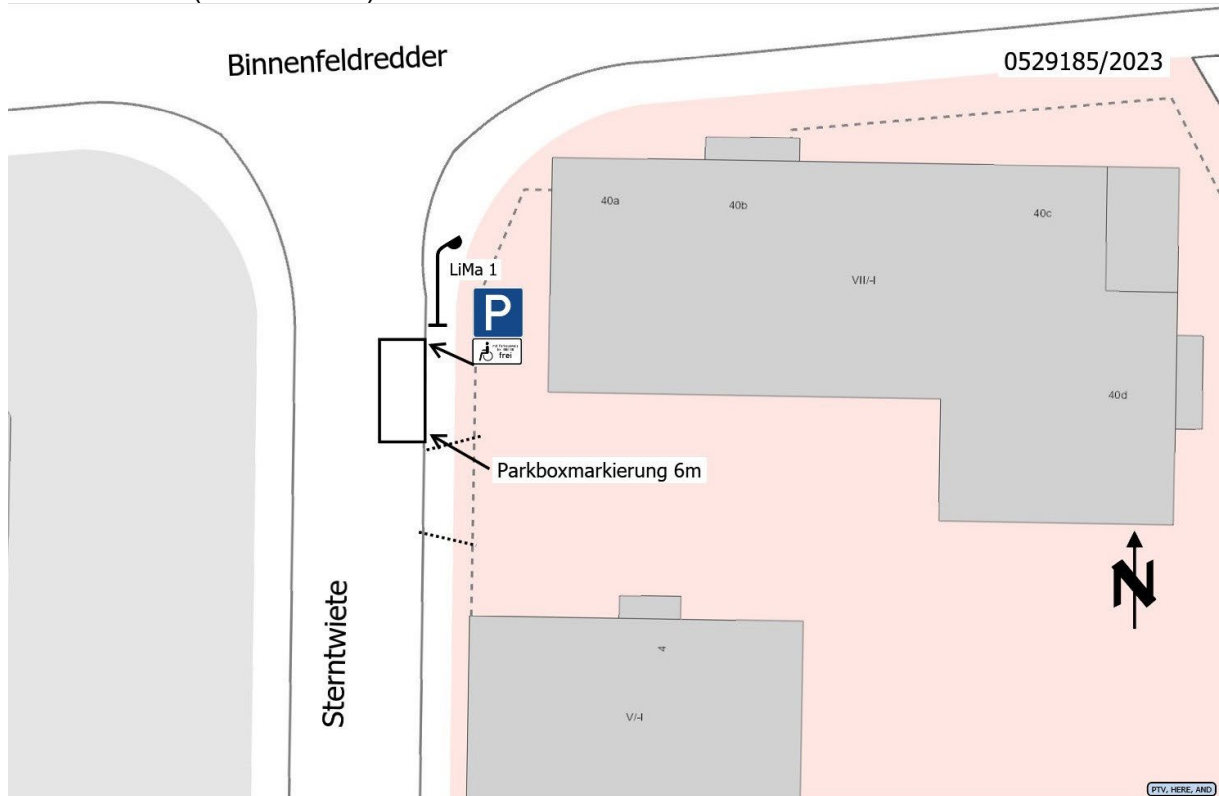 Binnenfeldredder
0529185/2023
40a
40b
40c
LiMa 1
VII/-I
P
frei
40d
Parkboxmarkierung 6m
N
Sterntwiete
4
V/-I
PTV, HERE, AND